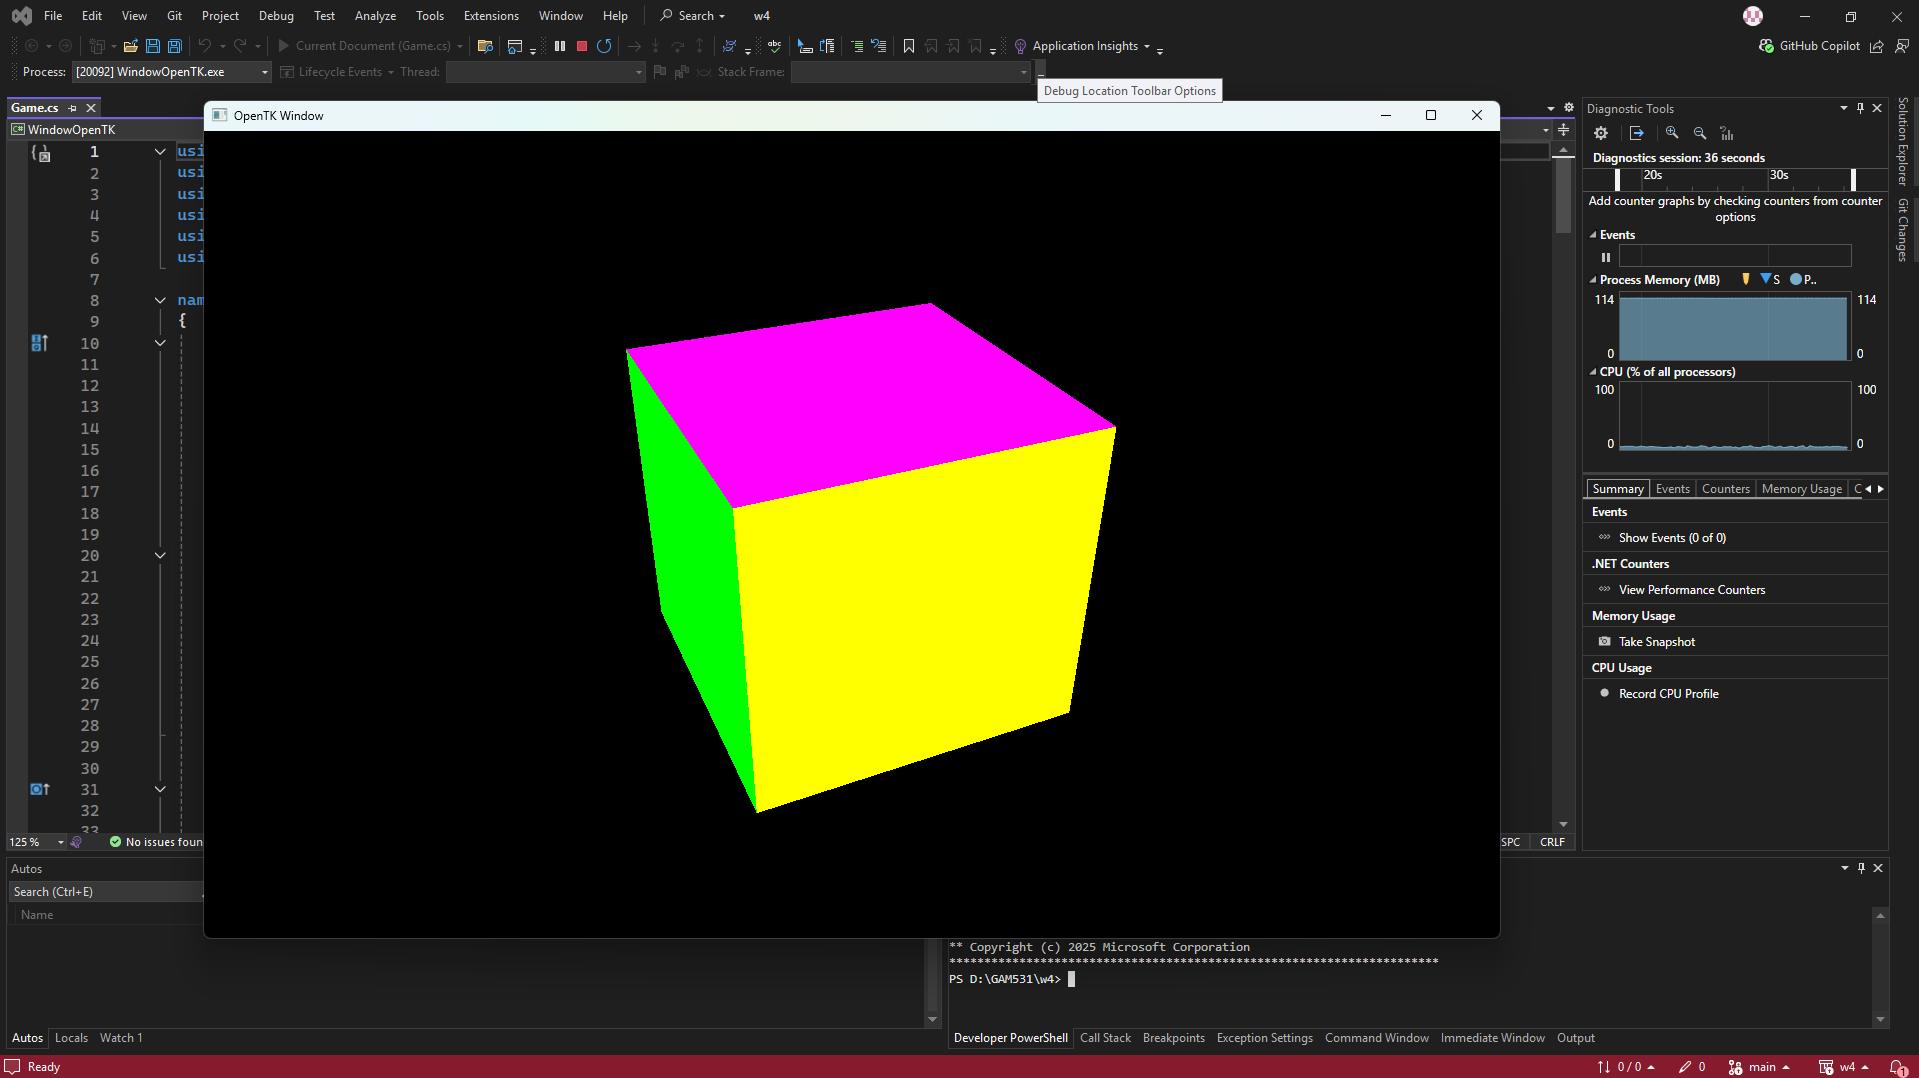 File Edit View Git Project Debug Test Analyze Tools Extensions Window Help Search w4
Current Document (Game.cs) Application Insights GitHub Copilot
Process: [20092] WindowOpenTK.exe Lifecycle Events Thread: Stack Frame:
Debug Location Toolbar Options
Game.cs
WindowOpenTK
OpenTK Window
1 usi
2 usi
3 usi
4 usi
5 usi
6 usi
7
8 nam
9 {
10
11
12
13
14
15
16
17
18
19
20
21
22
23
24
25
26
27
28
29
30
31
32
33
125 % No issues foun SPC CRLF
Diagnostic Tools
Diagnostics session: 36 seconds
20s 30s
Add counter graphs by checking counters from counter
options
Events
Process Memory (MB) S P..
114 114
0 0
CPU (% of all processors)
100 100
0 0
Summary Events Counters Memory Usage C
Events
Show Events (0 of 0)
.NET Counters
View Performance Counters
Memory Usage
Take Snapshot
CPU Usage
Record CPU Profile
Solution Explorer
Git Changes
Autos
Search (Ctrl+E)
Name
Autos Locals Watch 1
** Copyright (c) 2025 Microsoft Corporation
**********************************************************************
PS D:\GAM531\w4>
Developer PowerShell Call Stack Breakpoints Exception Settings Command Window Immediate Window Output
Ready 0 / 0 0 main w4 1